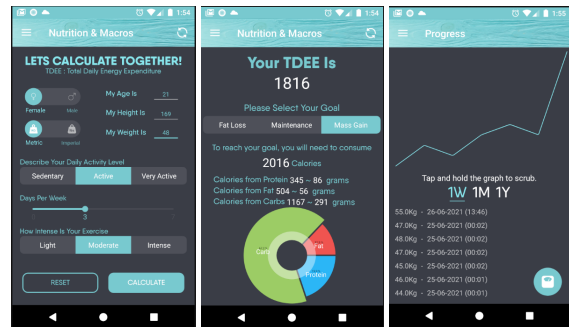 1:54
Nutrition & Macros
LETS CALCULATE TOGETHER!
TDEE : Total Daily Energy Expenditure
Female
Male
My Age Is 21
My Height Is 169
My Weight Is 48
Metric
Imperial
Describe Your Daily Activity Level
Sedentary Active Very Active
Days Per Week
3
How Intense Is Your Exercise
Light Moderate Intense
RESET CALCULATE
1:54
Nutrition & Macros
Your TDEE Is
1816
Please Select Your Goal
Fat Loss Maintenance Mass Gain
To reach your goal, you will need to consume
2016 Calories
Calories from Protein 345 ~ 86 grams
Calories from Fat 504 ~ 56 grams
Calories from Carbs 1167 ~ 291 grams
Carb
Fat
Protein
1:55
Progress
Tap and hold the graph to scrub.
1W 1M 1Y
55.0Kg - 26-06-2021 (13:46)
47.0Kg - 25-06-2021 (00:02)
48.0Kg - 25-06-2021 (00:02)
47.0Kg - 25-06-2021 (00:02)
45.0Kg - 25-06-2021 (00:02)
46.0Kg - 25-06-2021 (00:01)
44.0Kg - 25-06-2021 (00:01)